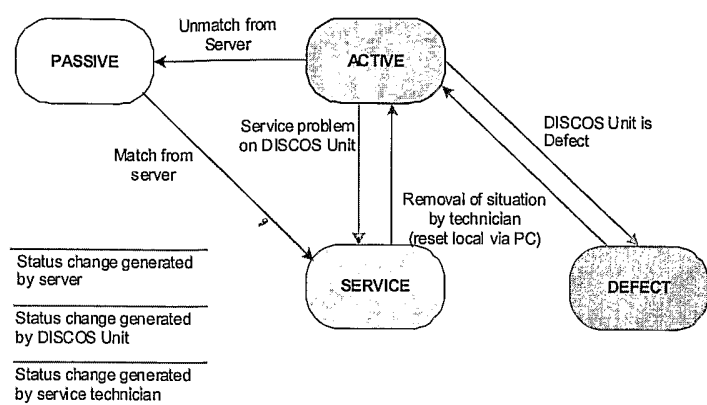 Unmatch from
Server
PASSIVE
ACTIVE
Service problem
on DISCOS Unit
DISCOS Unit is
Defect
Match from
server
Removal of situation
by technician
(reset local via PC)
SERVICE
DEFECT
Status change generated
by server
Status change generated
by DISCOS Unit
Status change generated
by service technician